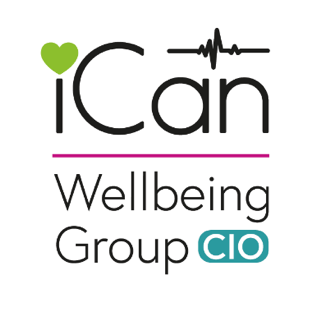 iCan
Wellbeing
Group CIO